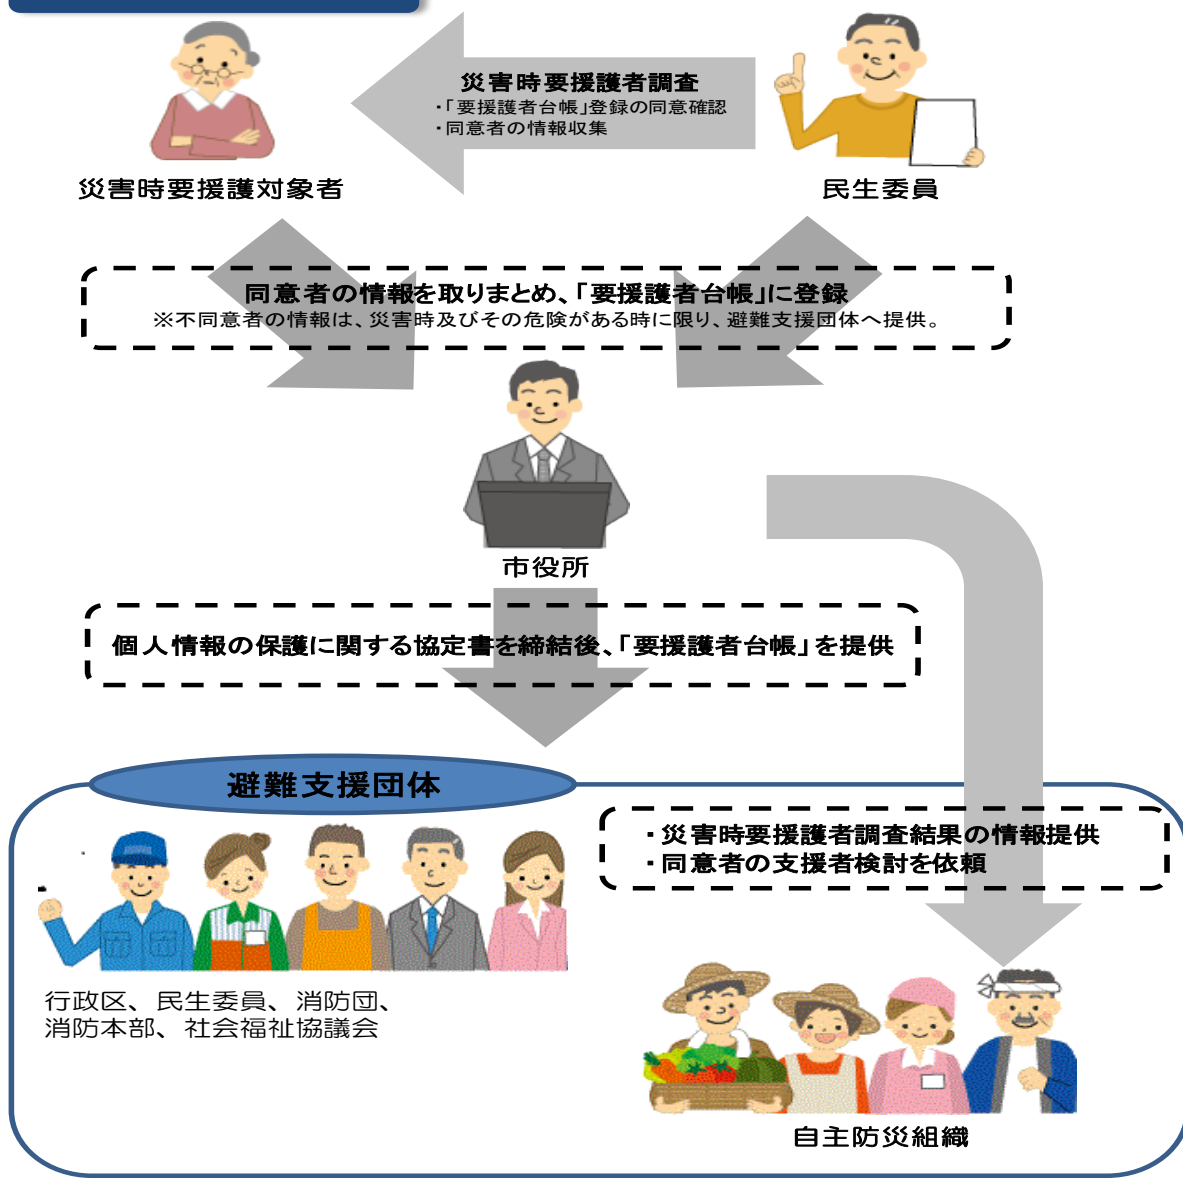 災害時要援護者調査
・「要援護者台帳」登録の同意確認
・同意者の情報収集
災害時要援護対象者
民生委員
同意者の情報を取りまとめ、「要援護者台帳」に登録
※不同意者の情報は、災害時及びその危険がある時に限り、避難支援団体へ提供。
市役所
個人情報の保護に関する協定書を締結後、「要援護者台帳」を提供
避難支援団体
・災害時要援護者調査結果の情報提供
・同意者の支援者検討を依頼
行政区、民生委員、消防団、
消防本部、社会福祉協議会
自主防災組織